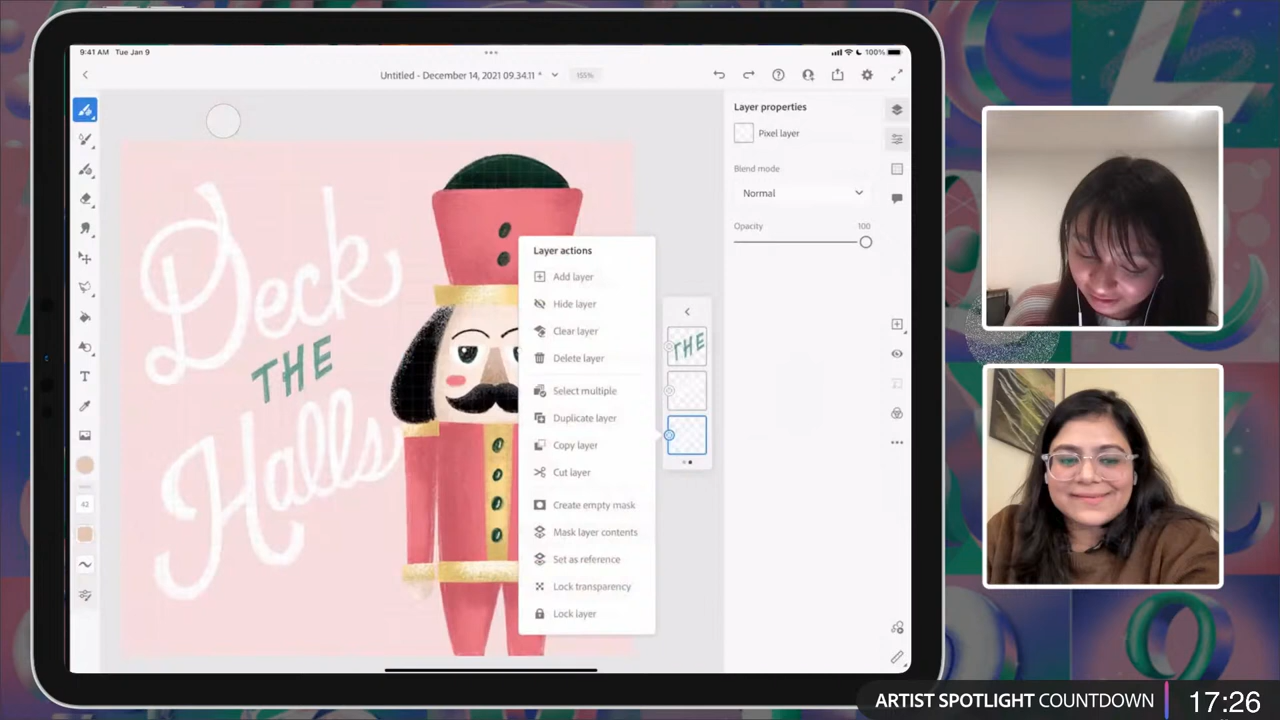 9:41 AM Tue Jan 9
100%
Untitled - December 14, 2021 09.34.11 *
155%
Layer properties
Pixel layer
Blend mode
Normal
Opacity
100
Deck
THE
Halls
Layer actions
Add layer
Hide layer
Clear layer
Delete layer
Select multiple
Duplicate layer
Copy layer
Cut layer
Create empty mask
Mask layer contents
Set as reference
Lock transparency
Lock layer
THE
T
42
ARTIST SPOTLIGHT COUNTDOWN
17:26